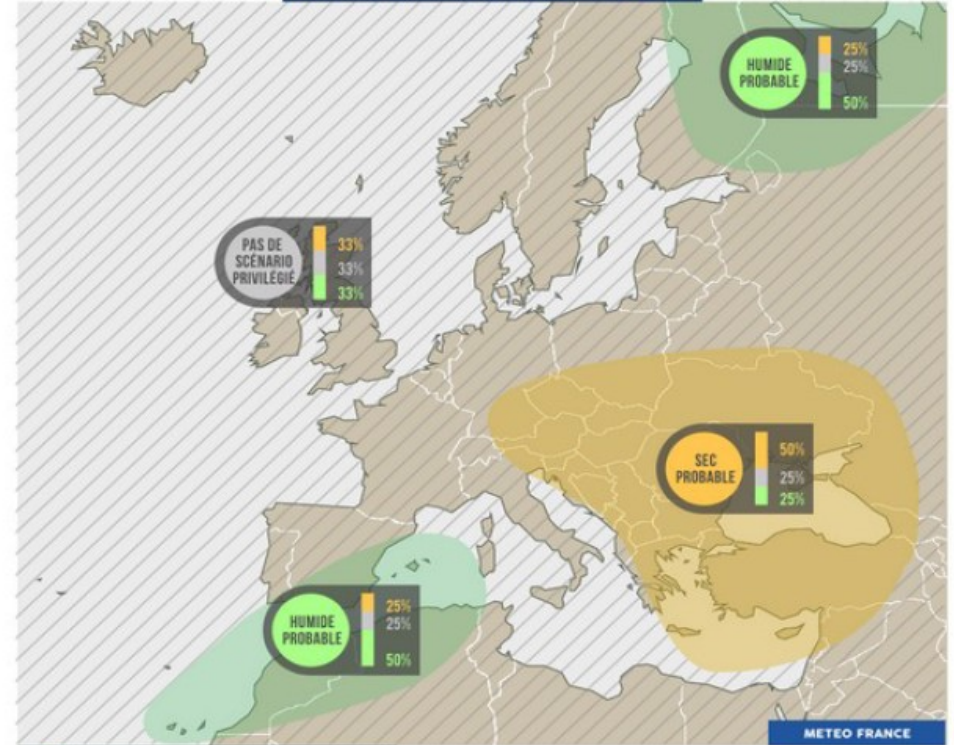 HUMIDE
PROBABLE
25%
25%
50%
PAS DE
SCÉNARIO
PRIVILÉGIÉ
33%
33%
33%
SEC
PROBABLE
50%
25%
25%
HUMIDE
PROBABLE
25%
25%
50%
METEO FRANCE